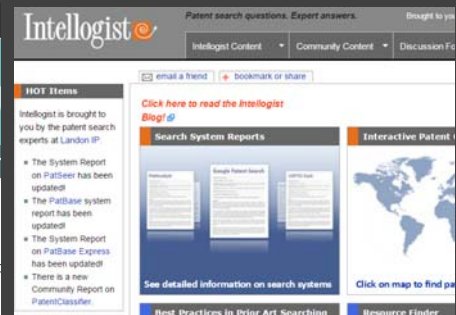 Intellogist
Patent search questions. Expert answers.
Brought to you
Intellogist Content
Community Content
Discussion Fo
email a friend
bookmark or share
HOT Items
Intellogist is brought to
you by the patent search
experts at Landon IP.
The System Report
on PatSeer has been
updated!
The PatBase system
report has been
updated!
The System Report
on PatBase Express
has been updated!
There is a new
Community Report on
PatentClassifier.
Click here to read the Intellogist
Blog!
Search System Reports
Google Patent Search
See detailed information on search systems
Interactive Patent
Click on map to find pa
Best Practices in Prior Art Searching
Resource Finder